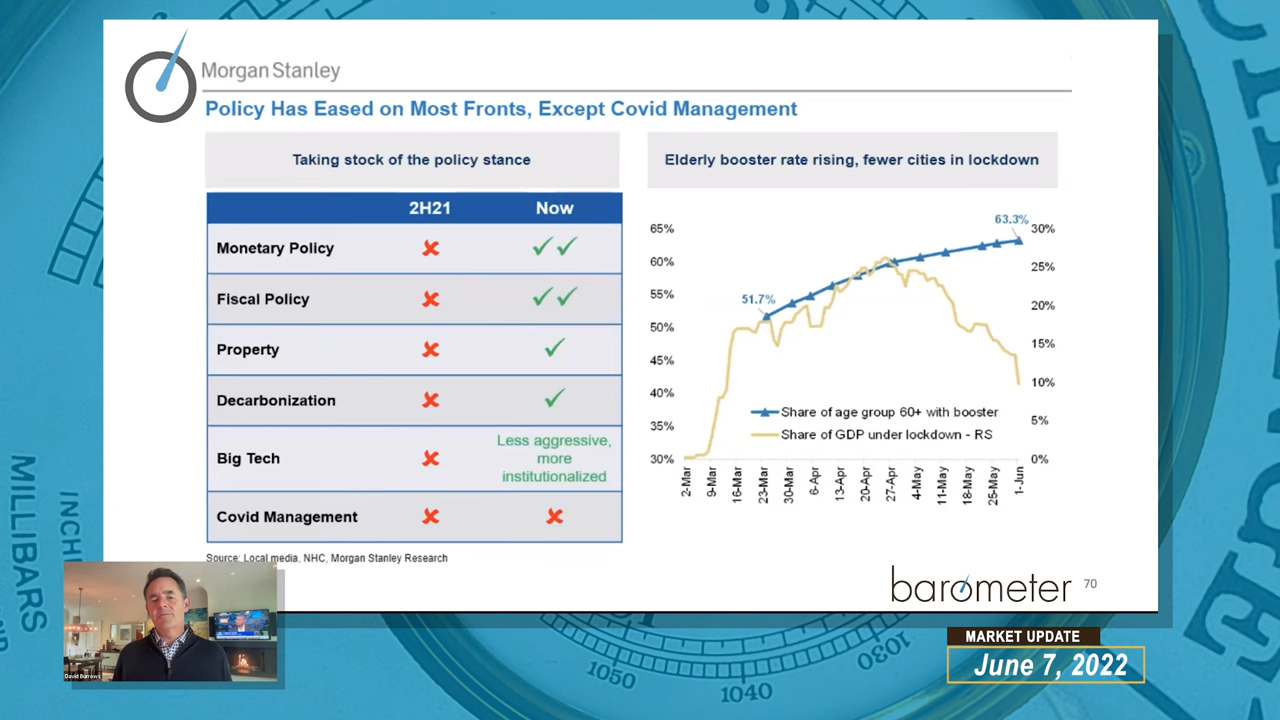 Morgan Stanley
Policy Has Eased on Most Fronts, Except Covid Management
Taking stock of the policy stance
2H21 Now
Monetary Policy ✘ ✓✓
Fiscal Policy ✘ ✓✓
Property ✘ ✓
Decarbonization ✘ ✓
Big Tech ✘ Less aggressive,
more
institutionalized
Covid Management ✘ ✘
Source: Local media, NHC, Morgan Stanley Research
Elderly booster rate rising, fewer cities in lockdown
63.3%
51.7%
65%
60%
55%
50%
45%
40%
35%
30%
30%
25%
20%
15%
10%
5%
0%
Share of age group 60+ with booster
Share of GDP under lockdown - RS
2-Mar
9-Mar
16-Mar
23-Mar
30-Mar
6-Apr
13-Apr
20-Apr
27-Apr
4-May
11-May
18-May
25-May
1-Jun
barometer 70
MARKET UPDATE
June 7, 2022
David Burrows
MILLIBARS
INCH
1050
1040
1030